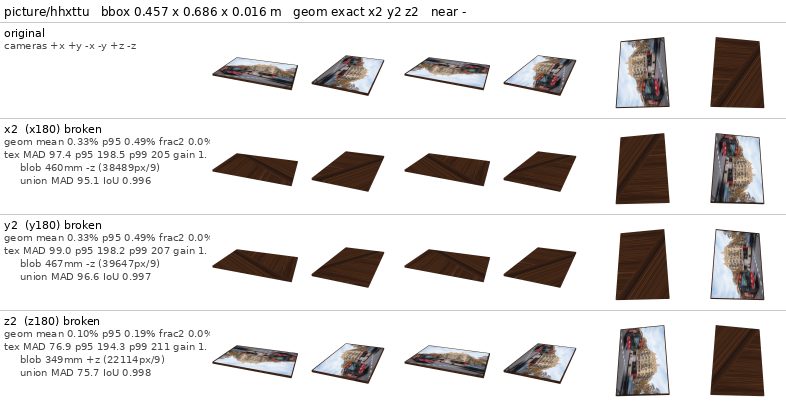 picture/hhxttu   bbox 0.457 x 0.686 x 0.016 m   geom exact x2 y2 z2   near -
original
cameras +x +y -x -y +z -z
x2  (x180) broken
geom mean 0.33% p95 0.49% frac2 0.0%
tex MAD 97.4 p95 198.5 p99 205 gain 1.
blob 460mm -z (38489px/9)
union MAD 95.1 IoU 0.996
y2  (y180) broken
geom mean 0.33% p95 0.49% frac2 0.0%
tex MAD 99.0 p95 198.2 p99 207 gain 1.
blob 467mm -z (39647px/9)
union MAD 96.6 IoU 0.997
z2  (z180) broken
geom mean 0.10% p95 0.19% frac2 0.0%
tex MAD 76.9 p95 194.3 p99 211 gain 1.
blob 349mm +z (22114px/9)
union MAD 75.7 IoU 0.998